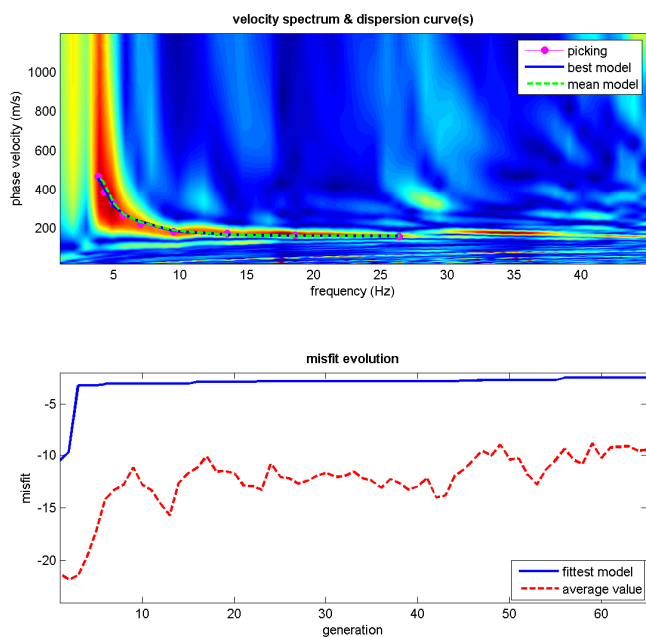 velocity spectrum & dispersion curve(s)
phase velocity (m/s)
1000
800
600
400
200
picking
best model
mean model
5 10 15 20 25 30 35 40
frequency (Hz)
misfit evolution
misfit
-5
-10
-15
-20
fittest model
average value
10 20 30 40 50 60
generation